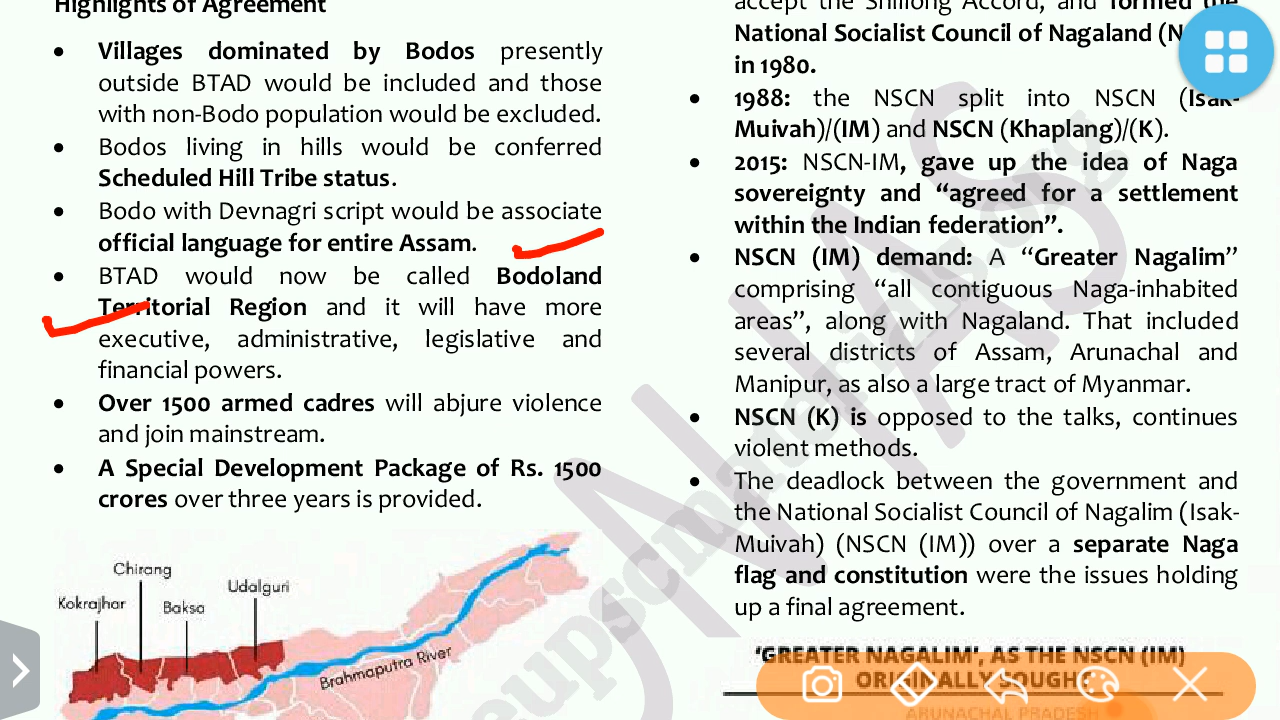 Highlights of Agreement
• Villages dominated by Bodos presently
outside BTAD would be included and those
with non-Bodo population would be excluded.
• Bodos living in hills would be conferred
Scheduled Hill Tribe status.
• Bodo with Devnagri script would be associate
official language for entire Assam.
• BTAD would now be called Bodoland
Territorial Region and it will have more
executive, administrative, legislative and
financial powers.
• Over 1500 armed cadres will abjure violence
and join mainstream.
• A Special Development Package of Rs. 1500
crores over three years is provided.
Chirang
Udalguri
Kokrajhar
Baksa
Brahmaputra River
accept the Shillong Accord, and formed the
National Socialist Council of Nagaland
in 1980.
• 1988: the NSCN split into NSCN (Isak-
Muivah)/(IM) and NSCN (Khaplang)/(K).
• 2015: NSCN-IM, gave up the idea of Naga
sovereignty and “agreed for a settlement
within the Indian federation”.
• NSCN (IM) demand: A “Greater Nagalim”
comprising “all contiguous Naga-inhabited
areas”, along with Nagaland. That included
several districts of Assam, Arunachal and
Manipur, as also a large tract of Myanmar.
• NSCN (K) is opposed to the talks, continues
violent methods.
• The deadlock between the government and
the National Socialist Council of Nagalim (Isak-
Muivah) (NSCN (IM)) over a separate Naga
flag and constitution were the issues holding
up a final agreement.
‘GREATER NAGALIM’, AS THE NSCN (IM)
ORIGINALLY SOUGHT
ARUNACHAL PRADESH